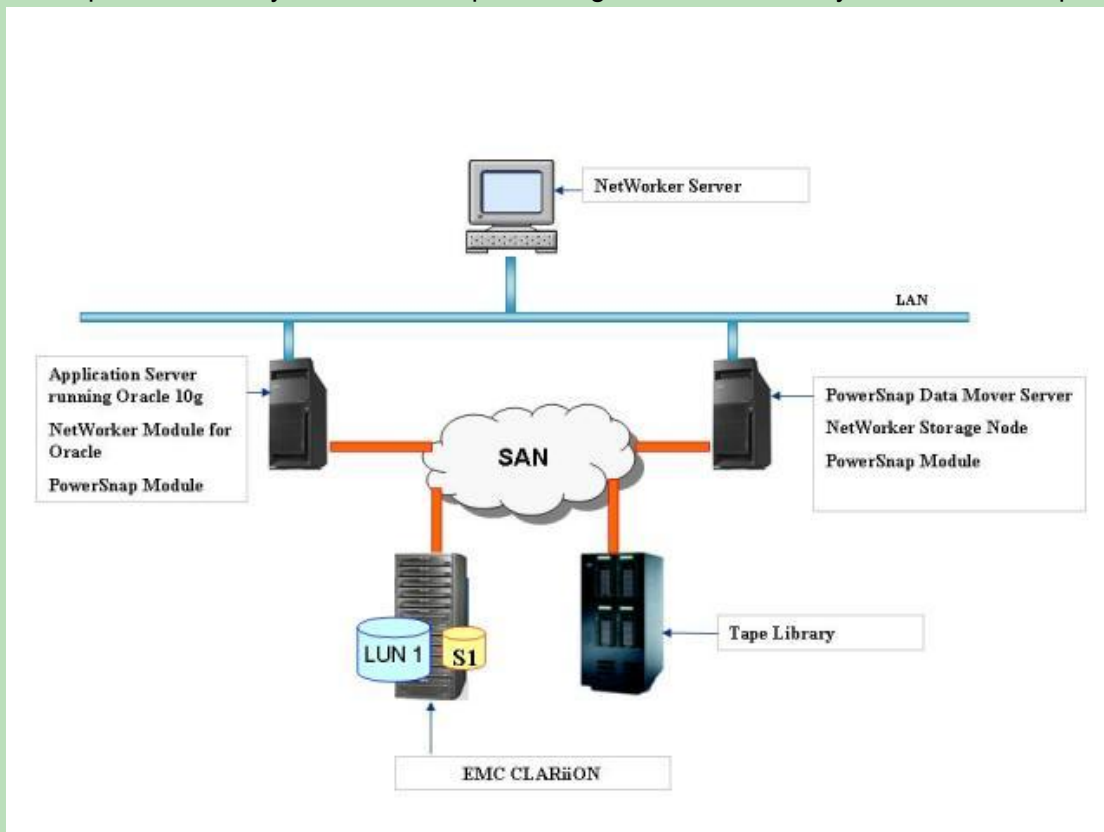 NetWorker Server
LAN
Application Server
running Oracle 10g
NetWorker Module for
Oracle
PowerSnap Module
PowerSnap Data Mover Server
NetWorker Storage Node
PowerSnap Module
SAN
LUN 1
S1
Tape Library
EMC CLARiiON